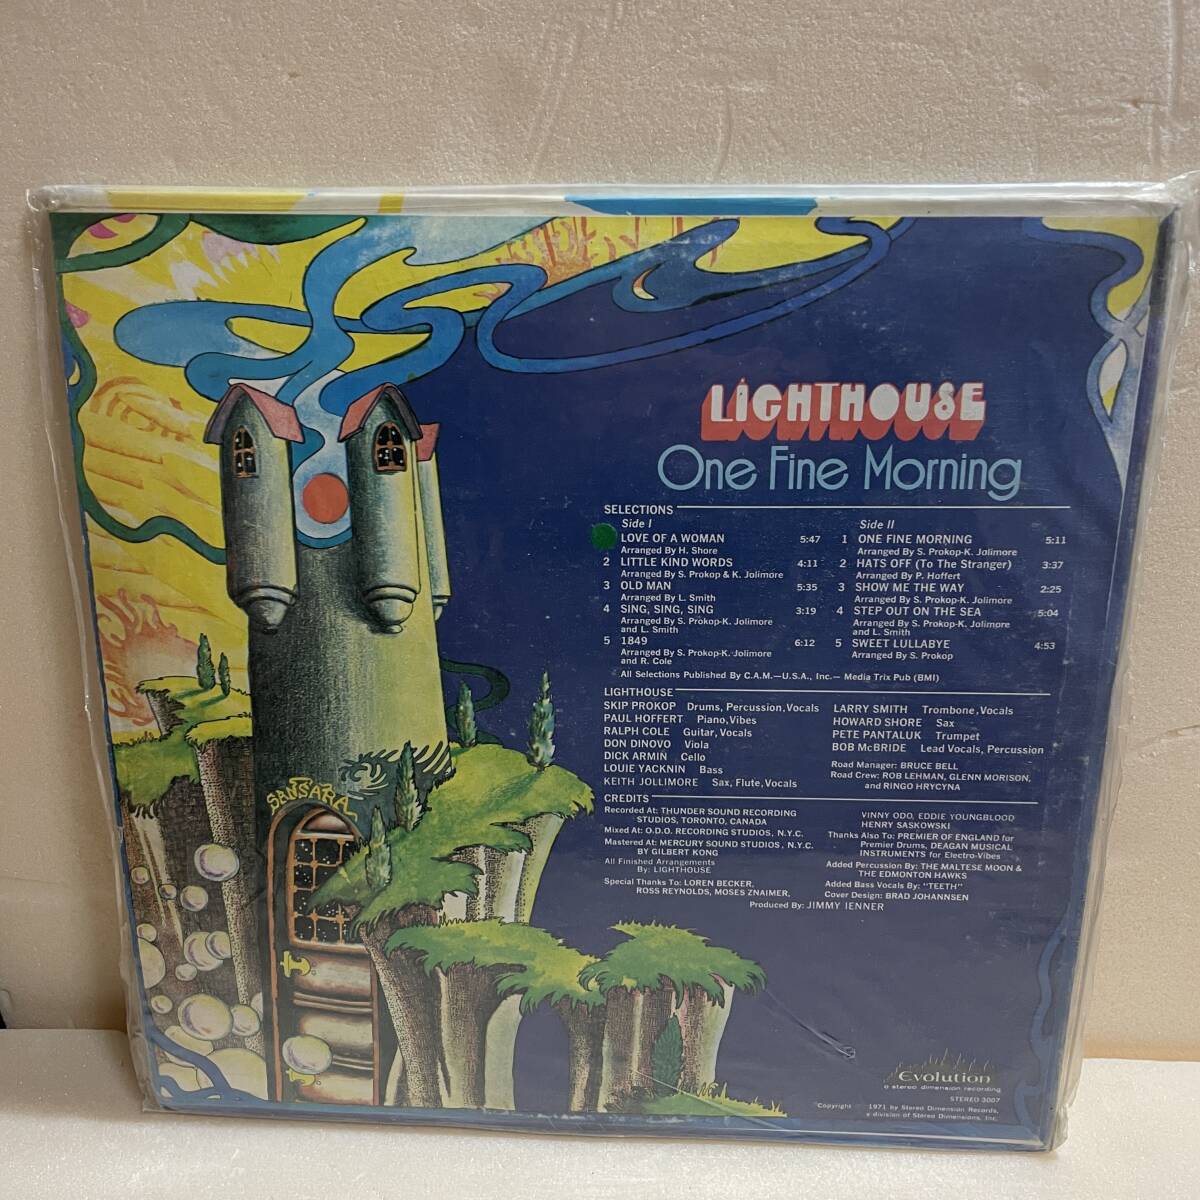 LIGHTHOUSE
One Fine Morning
SELECTIONS
Side I
LOVE OF A WOMAN 5:47
Arranged By H. Shore
2 LITTLE KIND WORDS 4:11
Arranged By S. Prokop & K. Jolimore
3 OLD MAN 5:35
Arranged By L. Smith
4 SING, SING, SING 3:19
Arranged By S. Prokop-K. Jolimore
and L. Smith
5 1849 6:12
Arranged By S. Prokop-K. Jolimore
and R. Cole
Side II
1 ONE FINE MORNING 5:11
Arranged By S. Prokop-K. Jolimore
2 HATS OFF (To The Stranger) 3:37
Arranged By P. Hoffert
3 SHOW ME THE WAY 2:25
Arranged By S. Prokop-K. Jolimore
4 STEP OUT ON THE SEA 5:04
Arranged By S. Prokop-K. Jolimore
and L. Smith
5 SWEET LULLABYE 4:53
Arranged By S. Prokop
All Selections Published By C.A.M.—U.S.A., Inc.— Media Trix Pub (BMI)
LIGHTHOUSE
SKIP PROKOP Drums, Percussion, Vocals
PAUL HOFFERT Piano, Vibes
RALPH COLE Guitar, Vocals
DON DINOVO Viola
DICK ARMIN Cello
LOUIE YACKNIN Bass
KEITH JOLLIMORE Sax, Flute, Vocals
LARRY SMITH Trombone, Vocals
HOWARD SHORE Sax
PETE PANTALUK Trumpet
BOB McBRIDE Lead Vocals, Percussion
Road Manager: BRUCE BELL
Road Crew: ROB LEHMAN, GLENN MORISON,
and RINGO HRYCYNA
CREDITS
Recorded At: THUNDER SOUND RECORDING
STUDIOS, TORONTO, CANADA
Mixed At: O.D.O. RECORDING STUDIOS, N.Y.C.
Mastered At: MERCURY SOUND STUDIOS, N.Y.C.
BY GILBERT KONG
All Finished Arrangements
By: LIGHTHOUSE
Special Thanks To: LOREN BECKER,
ROSS REYNOLDS, MOSES ZNAIMER,
VINNY ODO, EDDIE YOUNGBLOOD
HENRY SASKOWSKI
Thanks Also To: PREMIER OF ENGLAND for
Premier Drums, DEAGAN MUSICAL
INSTRUMENTS for Electro-Vibes
Added Percussion By: THE MALTESE MOON &
THE EDMONTON HAWKS
Added Bass Vocals By: "TEETH"
Cover Design: BRAD JOHANNSEN
Produced By: JIMMY IENNER
SANSARA
Evolution
a stereo dimension recording
STEREO 3007
Copyright 1971 by Stereo Dimension Records,
a division of Stereo Dimensions, Inc.